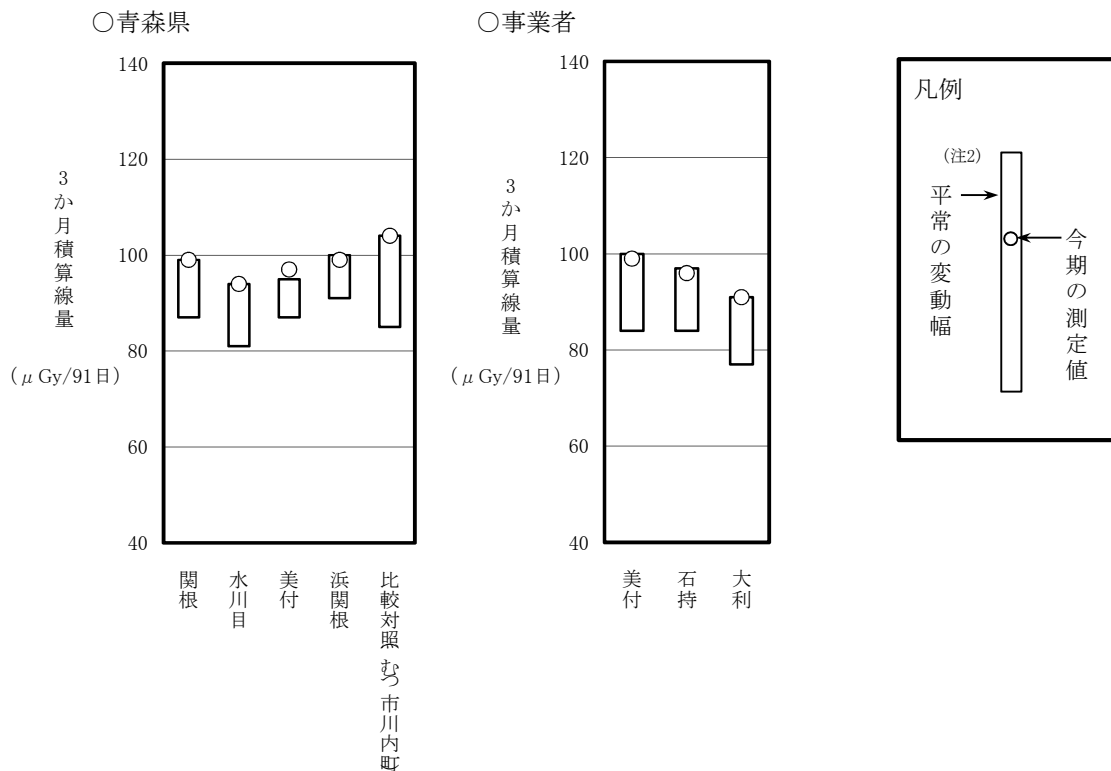 ○青森県
140
120
100
80
60
40
3か月積算線量
(μGy/91日)
関根
水川目
美付
浜関根
比較対照 むつ市川内町
○事業者
140
120
100
80
60
40
3か月積算線量
(μGy/91日)
美付
石持
大利
凡例
(注2)
平常の変動幅
今期の測定値